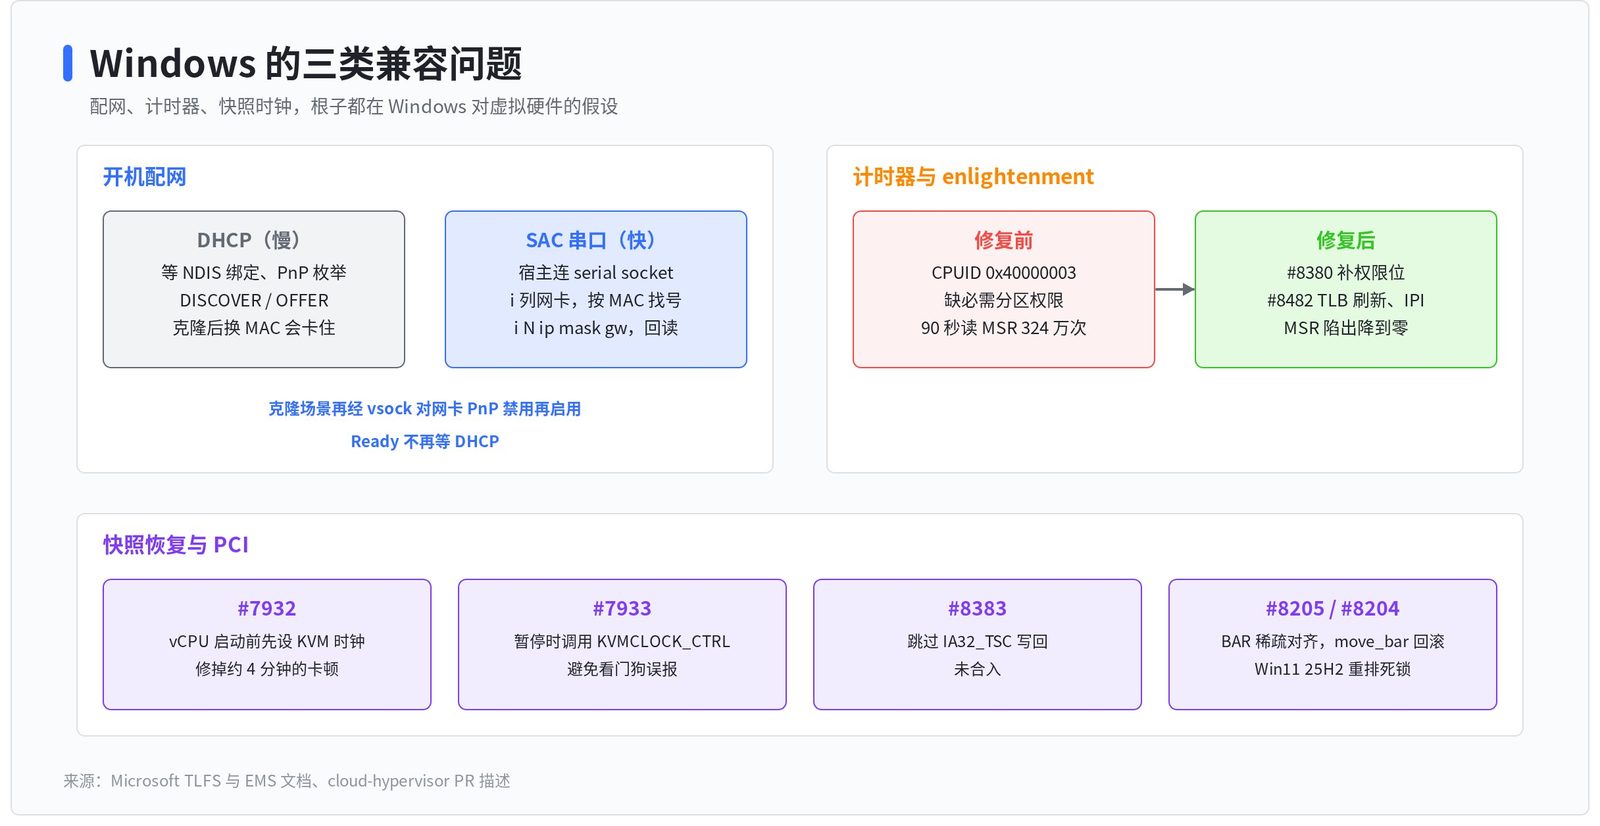 Windows 的三类兼容问题
配网、计时器、快照时钟，根子都在 Windows 对虚拟硬件的假设
开机配网
DHCP（慢）
等 NDIS 绑定、PnP 枚举
DISCOVER / OFFER
克隆后换 MAC 会卡住
SAC 串口（快）
宿主连 serial socket
i 列网卡，按 MAC 找号
i N ip mask gw，回读
克隆场景再经 vsock 对网卡 PnP 禁用再启用
Ready 不再等 DHCP
计时器与 enlightenment
修复前
CPUID 0x40000003
缺必需分区权限
90 秒读 MSR 324 万次
修复后
#8380 补权限位
#8482 TLB 刷新、IPI
MSR 陷出降到零
快照恢复与 PCI
#7932
vCPU 启动前先设 KVM 时钟
修掉约 4 分钟的卡顿
#7933
暂停时调用 KVMCLOCK_CTRL
避免看门狗误报
#8383
跳过 IA32_TSC 写回
未合入
#8205 / #8204
BAR 稀疏对齐，move_bar 回滚
Win11 25H2 重排死锁
来源：Microsoft TLFS 与 EMS 文档、cloud-hypervisor PR 描述